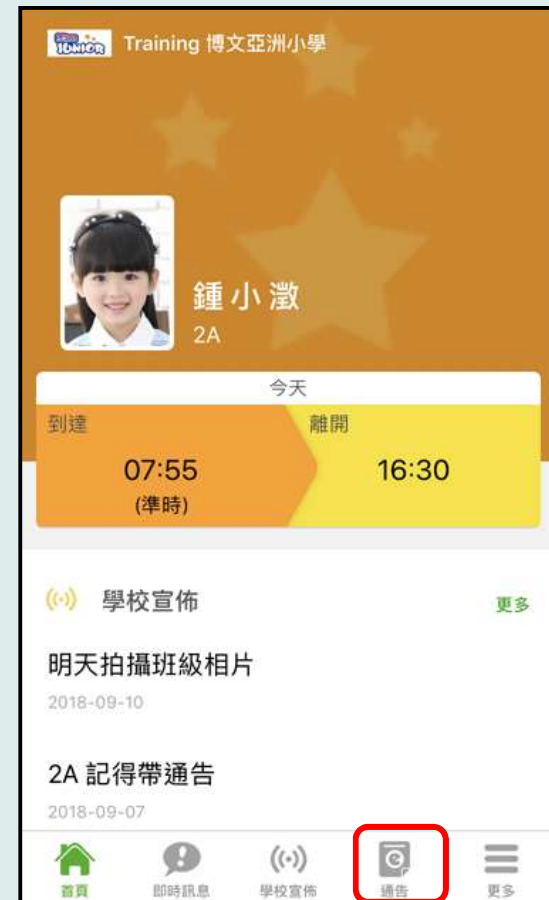 JUNIOR Training 博文亞洲小學
鍾小澂
2A
今天
到達 離開
07:55 16:30
(準時)
學校宣佈 更多
明天拍攝班級相片
2018-09-10
2A 記得帶通告
2018-09-07
首頁 即時訊息 學校宣佈 通告 更多